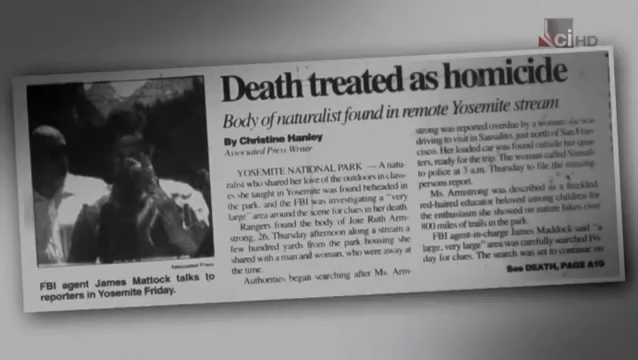 ci HD
Death treated as homicide
Body of naturalist found in remote Yosemite stream
By Christine Hanley
Associated Press Writer
YOSEMITE NATIONAL PARK — A natu-
ralist who shared her love of the outdoors in class-
es she taught in Yosemite was found beheaded in
the park, and the FBI was investigating a "very
large" area around the scene for clues in her death.
Rangers found the body of Joie Ruth Arm-
strong, 26, Thursday afternoon along a stream a
few hundred yards from the park housing she
shared with a man and woman, who were away at
the time.
Authorities began searching after Ms. Arm-
strong was reported overdue by a woman she was
driving to visit in Sausalito, just north of San Fran-
cisco. Her loaded car was found outside her quar-
ters, ready for the trip. The woman called Sausali-
to police at 3 a.m. Thursday to file the missing
persons report.
Ms. Armstrong was described as a freckled,
red-haired educator beloved among children for
the enthusiasm she showed on nature hikes over
800 miles of trails in the park.
FBI agent-in-charge James Maddock said "a
large, very large" area was carefully searched Fri-
day for clues. The search was set to continue on
See DEATH, PAGE A10
Associated Press
FBI agent James Mattock talks to
reporters in Yosemite Friday.